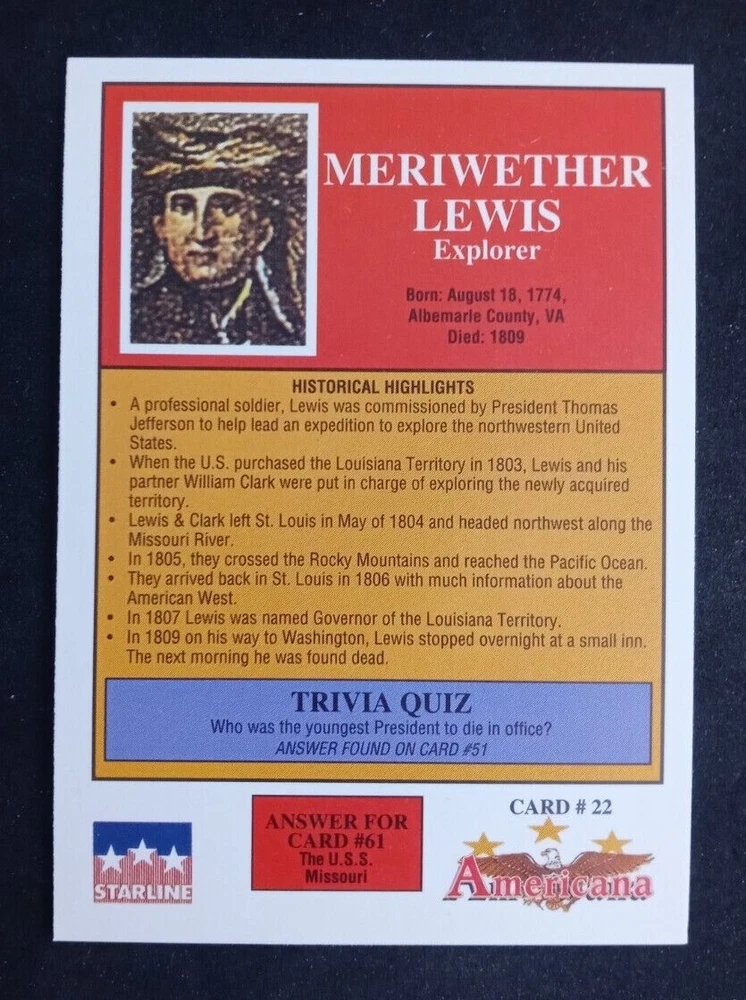 MERIWETHER
LEWIS
Explorer
Born: August 18, 1774,
Albemarle County, VA
Died: 1809
HISTORICAL HIGHLIGHTS
• A professional soldier, Lewis was commissioned by President Thomas
Jefferson to help lead an expedition to explore the northwestern United
States.
• When the U.S. purchased the Louisiana Territory in 1803, Lewis and his
partner William Clark were put in charge of exploring the newly acquired
territory.
• Lewis & Clark left St. Louis in May of 1804 and headed northwest along the
Missouri River.
• In 1805, they crossed the Rocky Mountains and reached the Pacific Ocean.
• They arrived back in St. Louis in 1806 with much information about the
American West.
• In 1807 Lewis was named Governor of the Louisiana Territory.
• In 1809 on his way to Washington, Lewis stopped overnight at a small inn.
The next morning he was found dead.
TRIVIA QUIZ
Who was the youngest President to die in office?
ANSWER FOUND ON CARD #51
STARLINE
ANSWER FOR
CARD #61
The U.S.S.
Missouri
CARD # 22
Americana